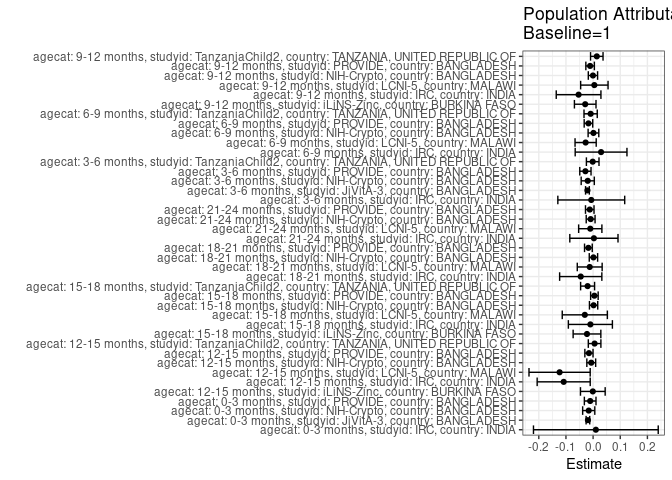 Population Attributa
Baseline=1
agecat: 9-12 months, studyid: TanzaniaChild2, country: TANZANIA, UNITED REPUBLIC OF
agecat: 9-12 months, studyid: PROVIDE, country: BANGLADESH
agecat: 9-12 months, studyid: NIH-Crypto, country: BANGLADESH
agecat: 9-12 months, studyid: LCNI-5, country: MALAWI
agecat: 9-12 months, studyid: IRC, country: INDIA
agecat: 9-12 months, studyid: iLiNS-Zinc, country: BURKINA FASO
agecat: 6-9 months, studyid: TanzaniaChild2, country: TANZANIA, UNITED REPUBLIC OF
agecat: 6-9 months, studyid: PROVIDE, country: BANGLADESH
agecat: 6-9 months, studyid: NIH-Crypto, country: BANGLADESH
agecat: 6-9 months, studyid: LCNI-5, country: MALAWI
agecat: 6-9 months, studyid: IRC, country: INDIA
agecat: 3-6 months, studyid: TanzaniaChild2, country: TANZANIA, UNITED REPUBLIC OF
agecat: 3-6 months, studyid: PROVIDE, country: BANGLADESH
agecat: 3-6 months, studyid: NIH-Crypto, country: BANGLADESH
agecat: 3-6 months, studyid: JiVitA-3, country: BANGLADESH
agecat: 3-6 months, studyid: IRC, country: INDIA
agecat: 21-24 months, studyid: PROVIDE, country: BANGLADESH
agecat: 21-24 months, studyid: NIH-Crypto, country: BANGLADESH
agecat: 21-24 months, studyid: LCNI-5, country: MALAWI
agecat: 21-24 months, studyid: IRC, country: INDIA
agecat: 18-21 months, studyid: PROVIDE, country: BANGLADESH
agecat: 18-21 months, studyid: NIH-Crypto, country: BANGLADESH
agecat: 18-21 months, studyid: LCNI-5, country: MALAWI
agecat: 18-21 months, studyid: IRC, country: INDIA
agecat: 15-18 months, studyid: TanzaniaChild2, country: TANZANIA, UNITED REPUBLIC OF
agecat: 15-18 months, studyid: PROVIDE, country: BANGLADESH
agecat: 15-18 months, studyid: NIH-Crypto, country: BANGLADESH
agecat: 15-18 months, studyid: LCNI-5, country: MALAWI
agecat: 15-18 months, studyid: IRC, country: INDIA
agecat: 15-18 months, studyid: iLiNS-Zinc, country: BURKINA FASO
agecat: 12-15 months, studyid: TanzaniaChild2, country: TANZANIA, UNITED REPUBLIC OF
agecat: 12-15 months, studyid: PROVIDE, country: BANGLADESH
agecat: 12-15 months, studyid: NIH-Crypto, country: BANGLADESH
agecat: 12-15 months, studyid: LCNI-5, country: MALAWI
agecat: 12-15 months, studyid: IRC, country: INDIA
agecat: 12-15 months, studyid: iLiNS-Zinc, country: BURKINA FASO
agecat: 0-3 months, studyid: PROVIDE, country: BANGLADESH
agecat: 0-3 months, studyid: NIH-Crypto, country: BANGLADESH
agecat: 0-3 months, studyid: JiVitA-3, country: BANGLADESH
agecat: 0-3 months, studyid: IRC, country: INDIA
-0.2 -0.1 0.0 0.1 0.2
Estimate